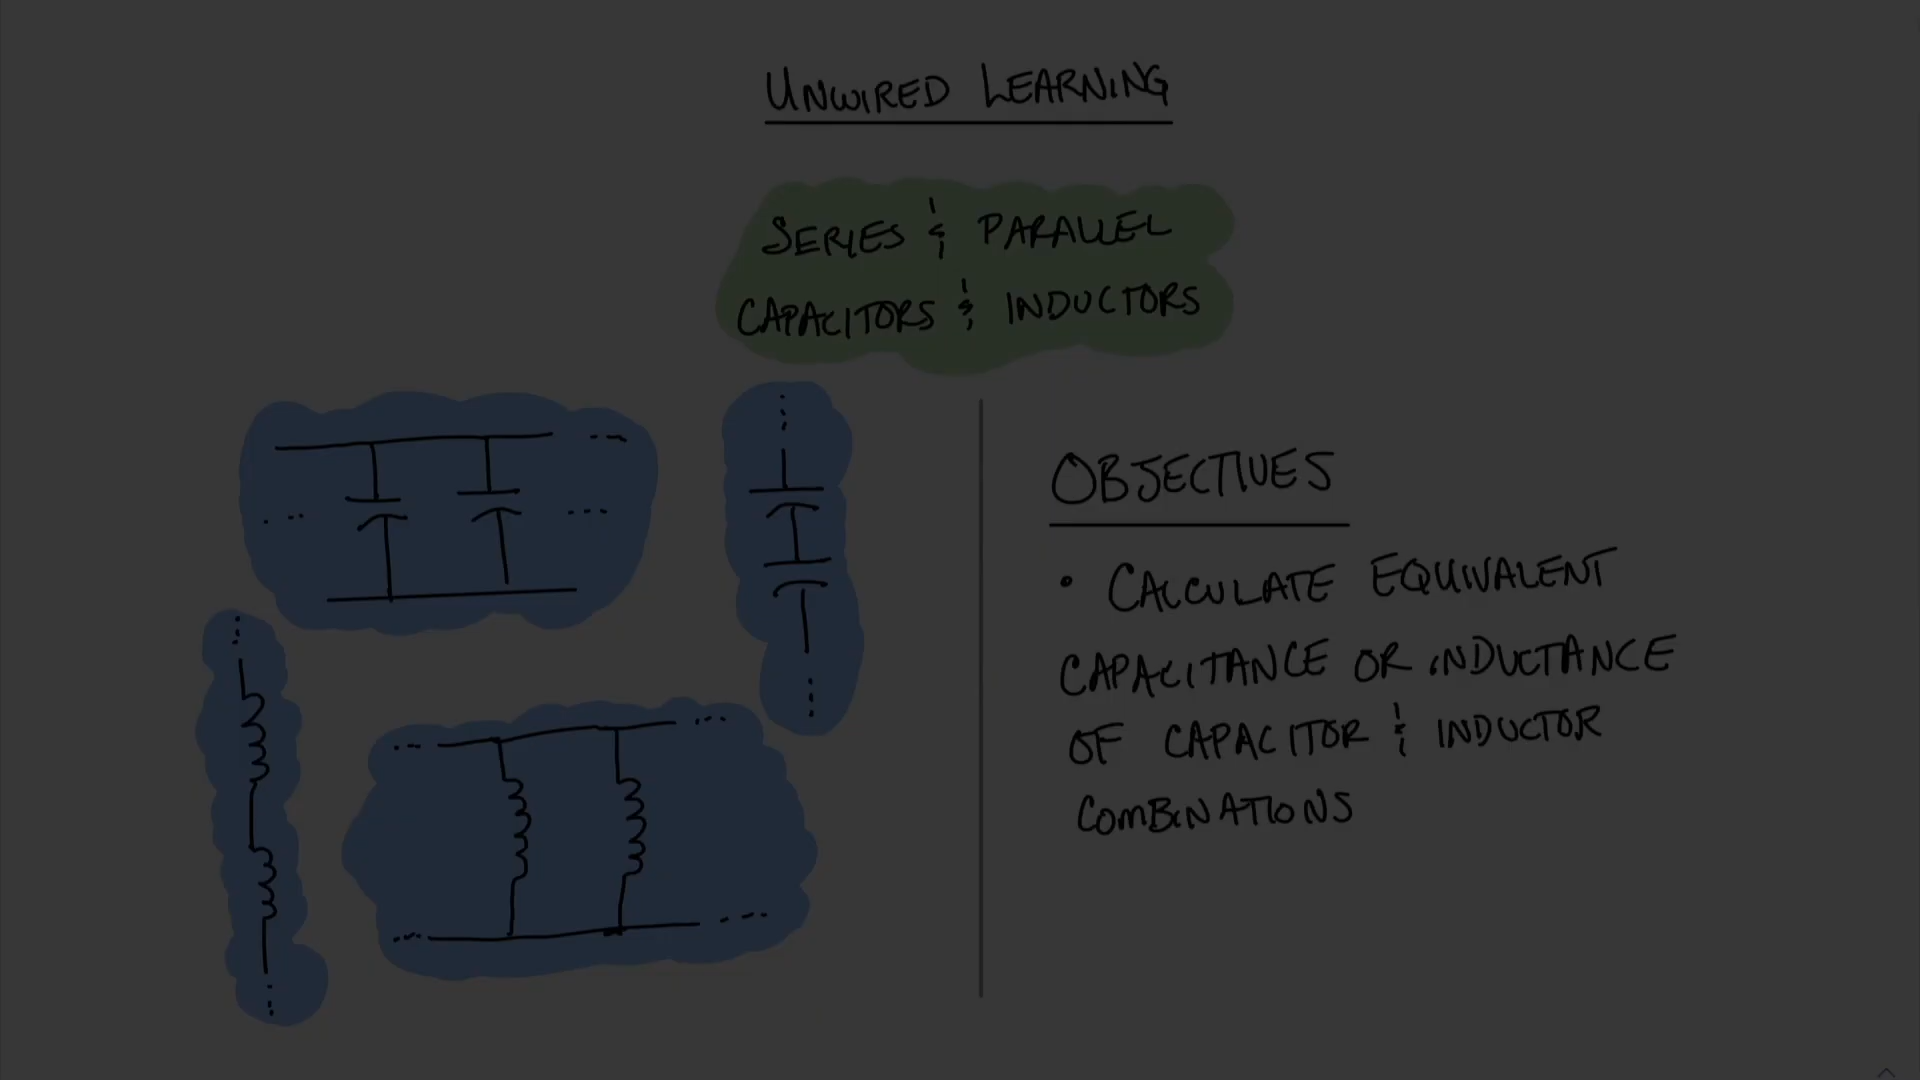 UNWIRED LEARNING
SERIES & PARALLEL
CAPACITORS & INDUCTORS
OBJECTIVES
• CALCULATE EQUIVALENT
CAPACITANCE OR INDUCTANCE
OF CAPACITOR & INDUCTOR
COMBINATIONS